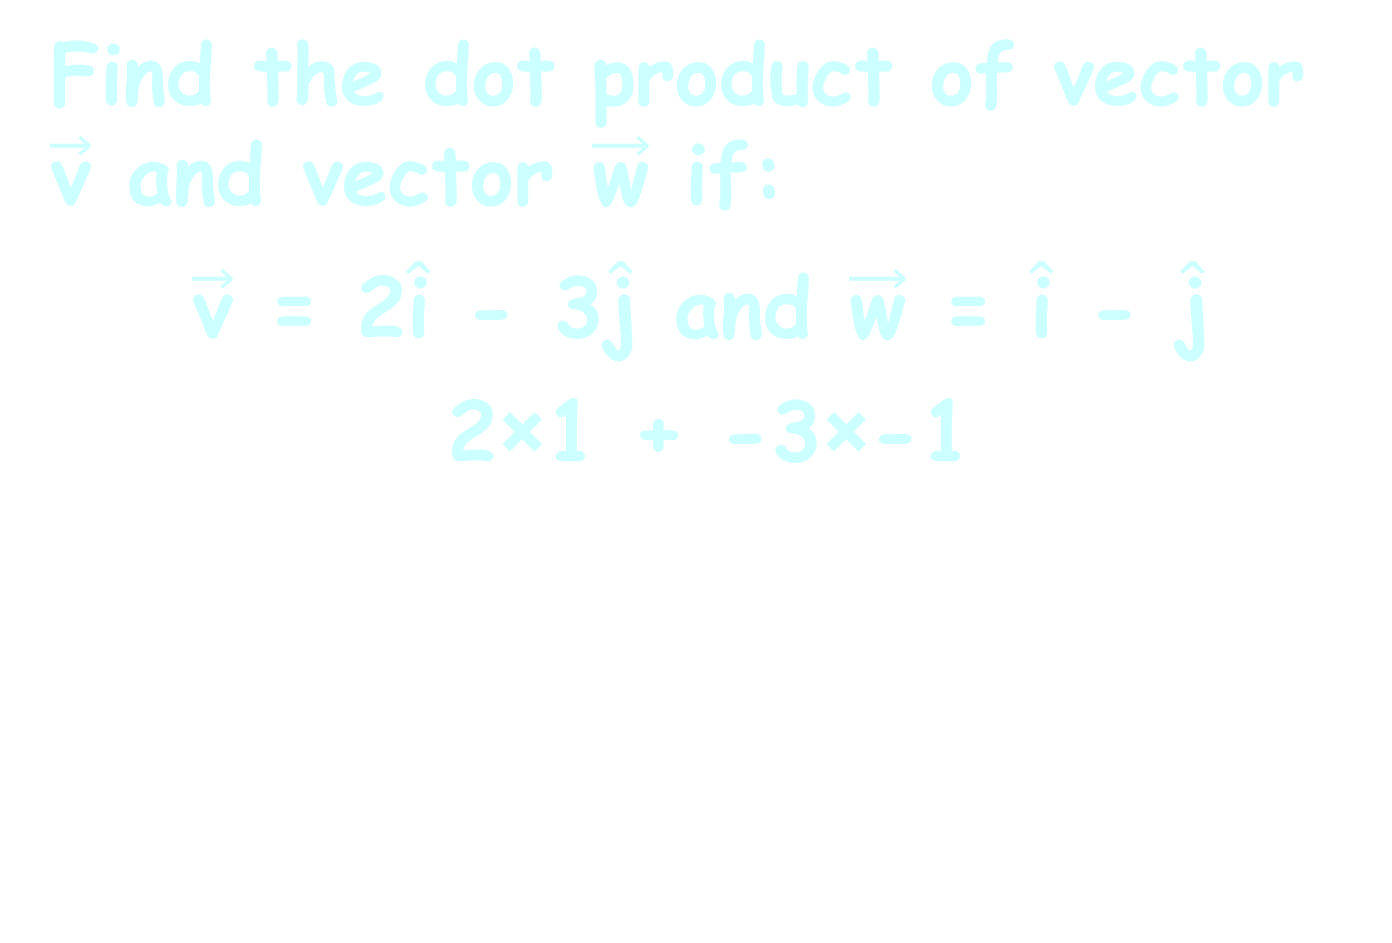 Find the dot product of vector
v⃗ and vector w⃗ if:
v⃗ = 2î - 3ĵ and w⃗ = î - ĵ
2×1 + -3×-1